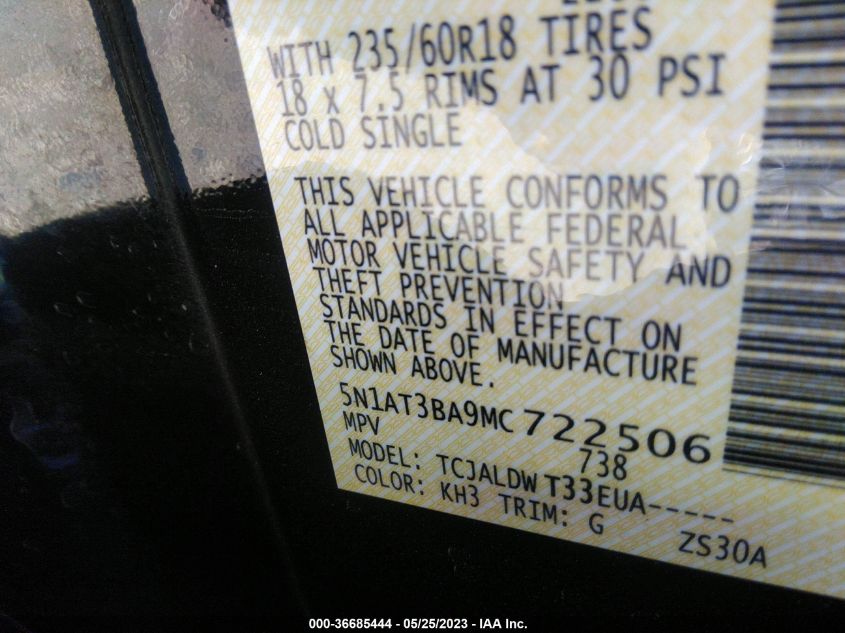 WITH 235/60R18 TIRES
18 x 7.5 RIMS AT 30 PSI
COLD SINGLE
THIS VEHICLE CONFORMS TO
ALL APPLICABLE FEDERAL
MOTOR VEHICLE SAFETY AND
THEFT PREVENTION
STANDARDS IN EFFECT ON
THE DATE OF MANUFACTURE
SHOWN ABOVE.
5N1AT3BA9MC722506
MPV 738
MODEL: TCJALDW T33EUA-----
COLOR: KH3 TRIM: G ZS30A
000-36685444 - 05/25/2023 - IAA Inc.